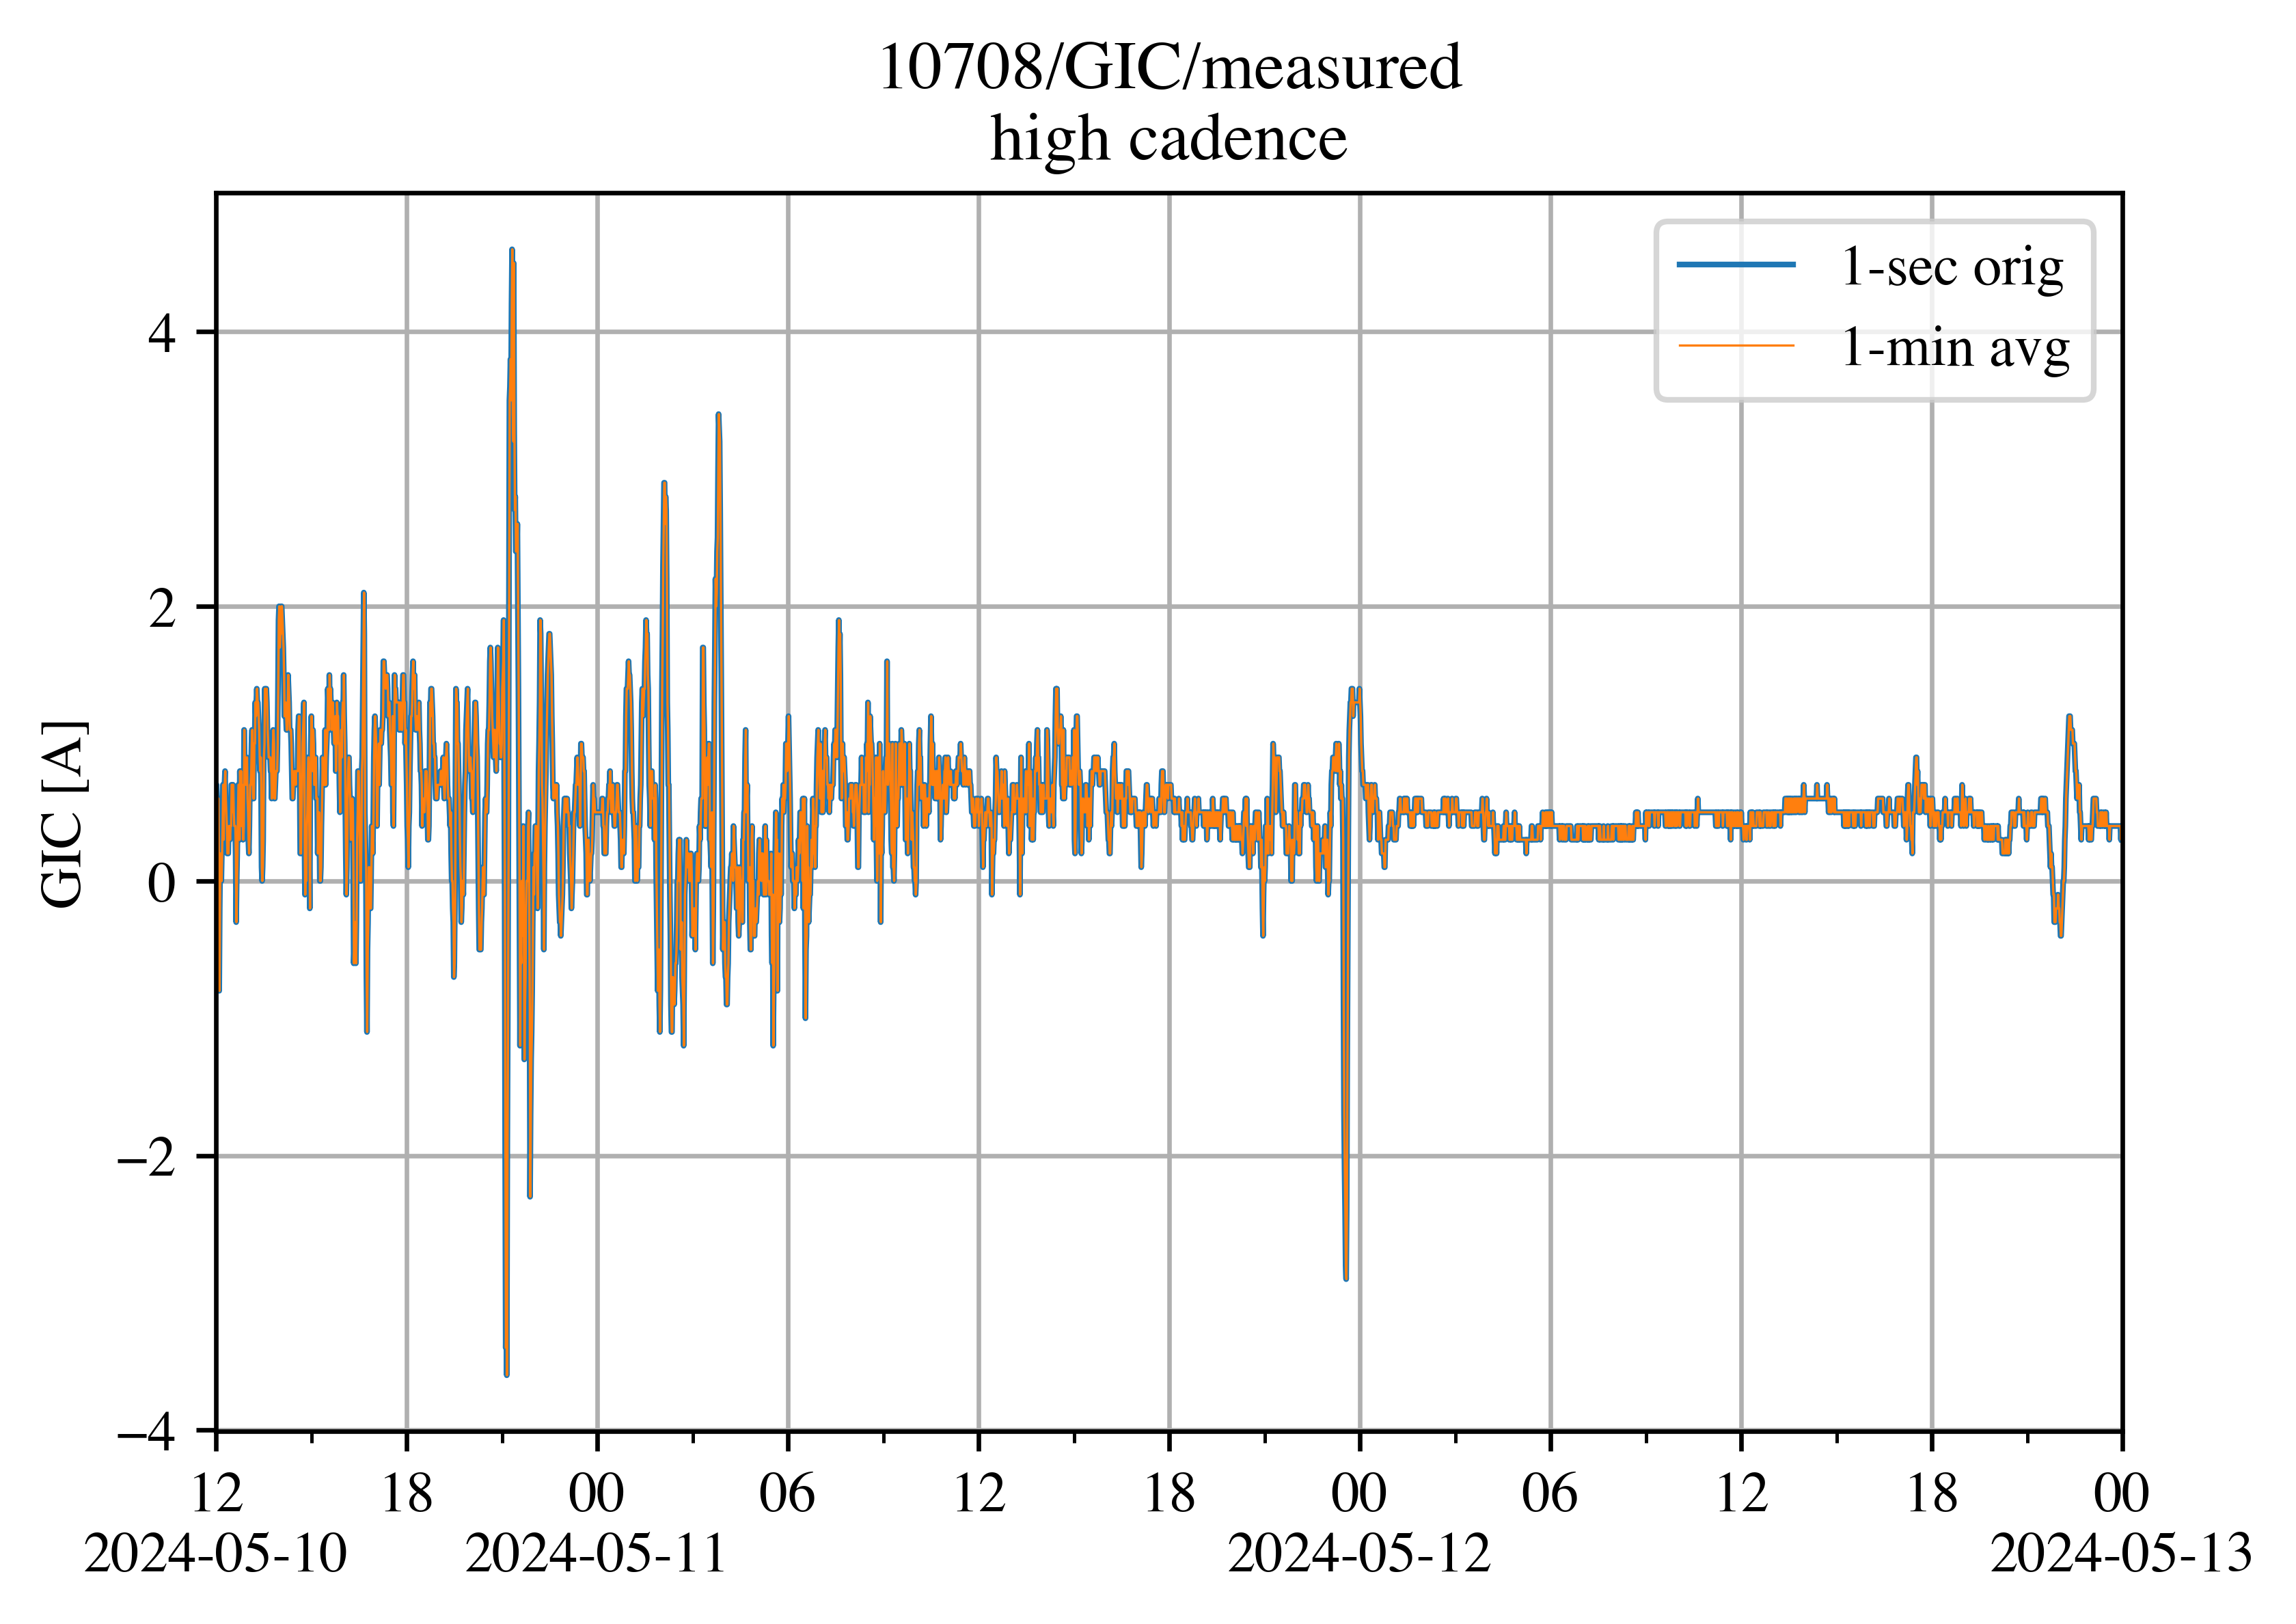 10708/GIC/measured
high cadence
1-sec orig
1-min avg
GIC [A]
4
2
0
−2
−4
12 18 00 06 12 18 00 06 12 18 00
2024-05-10 2024-05-11 2024-05-12 2024-05-13